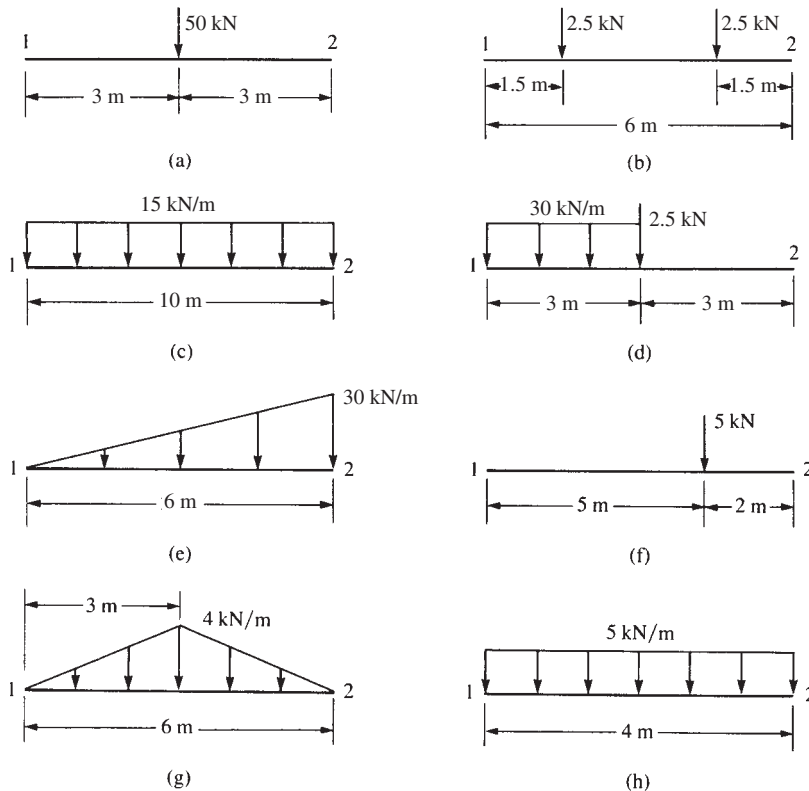 50 kN
1 2
3 m 3 m
(a)
2.5 kN 2.5 kN
1 2
1.5 m 1.5 m
6 m
(b)
15 kN/m
1 2
10 m
(c)
30 kN/m 2.5 kN
1 2
3 m 3 m
(d)
30 kN/m
1 2
6 m
(e)
5 kN
1 2
5 m 2 m
(f)
3 m 4 kN/m
1 2
6 m
(g)
5 kN/m
1 2
4 m
(h)